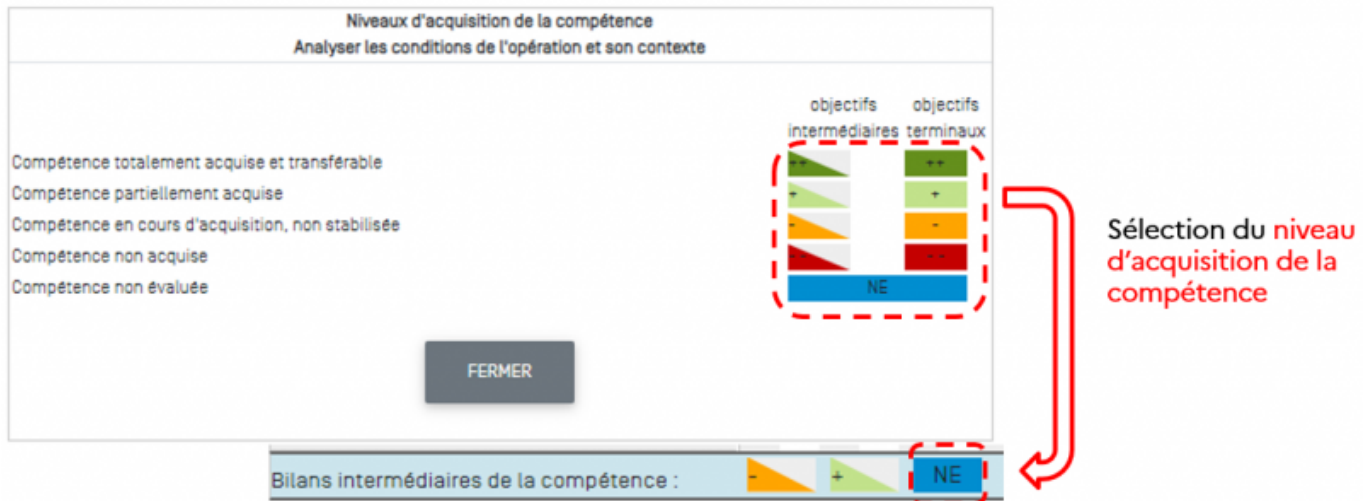 Niveaux d'acquisition de la compétence
Analyser les conditions de l'opération et son contexte
objectifs objectifs
intermédiaires terminaux
Compétence totalement acquise et transférable ++ ++
Compétence partiellement acquise + +
Compétence en cours d'acquisition, non stabilisée - -
Compétence non acquise -- --
Compétence non évaluée NE
FERMER
Sélection du niveau
d'acquisition de la
compétence
Bilans intermédiaires de la compétence : - + NE